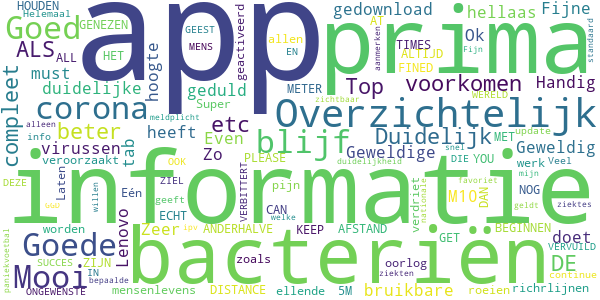 HOUDEN
Helemaal
GENEZEN
ALS
Goed
ALL
HET
GEEST
MENS
EN
app
geactiveerd
allen
prima
gedownload
AT
aannerken
TIMES
ALTIJD
FINED
hellaas
Ok
Fijne
Fijn
standaard
compleet
must
duidelijke
hoogte
geduld
Super
METER
zichtbaar
Top
voorkomen
WERELD
Handig
corona
Overzichtelijk
info
alleen
beter
tab
heeft
meldplicht
Even
etc
blijf
Duidelijk
MET
update
Geweldig
virussen
veroorzaakt
Zo
PLEASE
duidelijkheid
Geweldige
DIE
YOU
snel
werk
Veel
mijn
informatie
DEZE
OOK
Laten
GGD
willen
Eén
ZIEL
geeft
ECHT
VERBITTERT
pijn
CAN
welke
verdriet
nationale
M10
favoriet
DAN
NOG
geldt
ziektes
paniekvoetbal
worden
Lenovo
Zeer
ANDERHALVE
KEEP
AFSTAND
GET
BEGINNEN
doet
VERVUILD
Goede
SUCCES
ZIJN
ipv
bacteriën
zoals
oorlog
ziekten
DE
Mooi
IN
bepaalde
ONGEWENSTE
mensenlevens
DISTANCE
ellende
5M
bruikbare
roeien
richrlijnen
continue